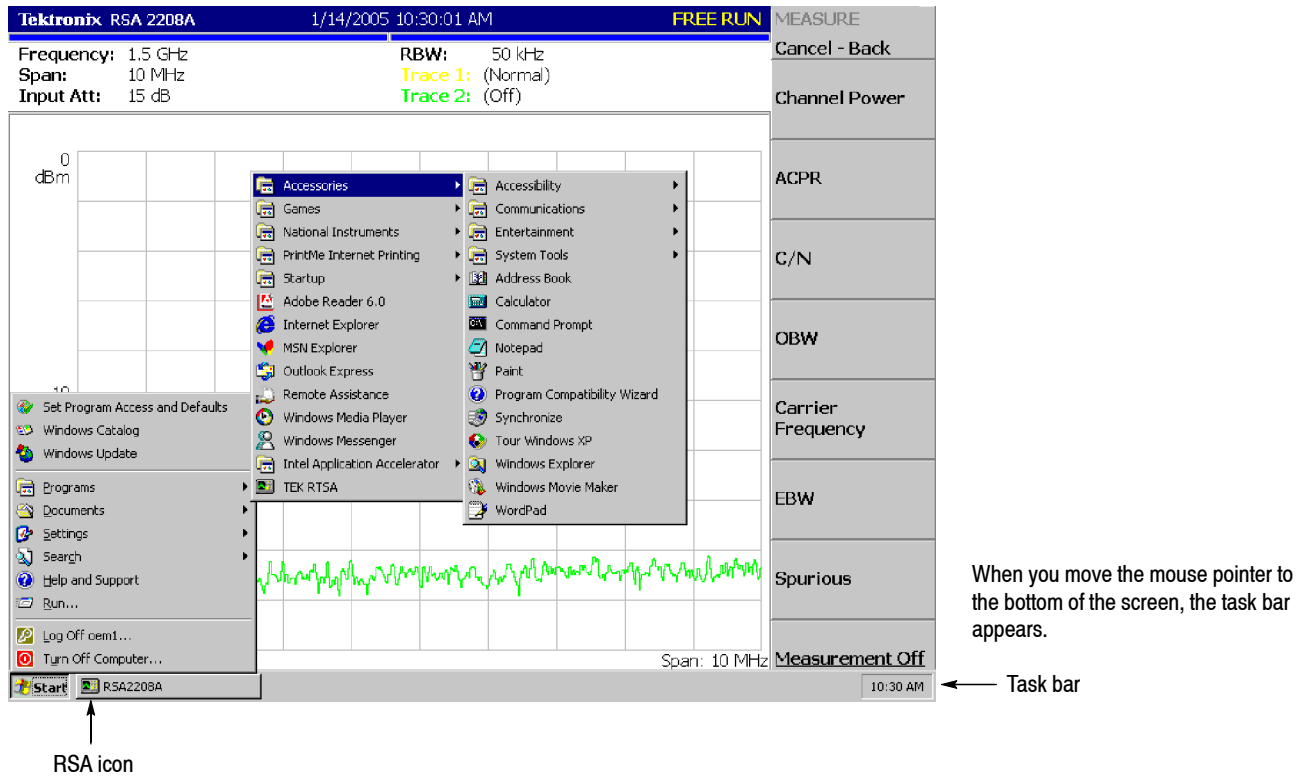 Tektronix RSA 2208A 1/14/2005 10:30:01 AM FREE RUN
Frequency: 1.5 GHz
Span: 10 MHz
Input Att: 15 dB
RBW: 50 kHz
Trace 1: (Normal)
Trace 2: (Off)
MEASURE
Cancel - Back
Channel Power
ACPR
C/N
OBW
Carrier
Frequency
EBW
Spurious
Measurement Off
0
dBm
Accessories
Games
National Instruments
PrintMe Internet Printing
Startup
Adobe Reader 6.0
Internet Explorer
MSN Explorer
Outlook Express
Remote Assistance
Windows Media Player
Windows Messenger
Intel Application Accelerator
TEK RTSA
Accessibility
Communications
Entertainment
System Tools
Address Book
Calculator
Command Prompt
Notepad
Paint
Program Compatibility Wizard
Synchronize
Tour Windows XP
Windows Explorer
Windows Movie Maker
WordPad
Set Program Access and Defaults
Windows Catalog
Windows Update
Programs
Documents
Settings
Search
Help and Support
Run...
Log Off oem1...
Turn Off Computer...
Span: 10 MHz
Start RSA2208A 10:30 AM
When you move the mouse pointer to
the bottom of the screen, the task bar
appears.
Task bar
RSA icon